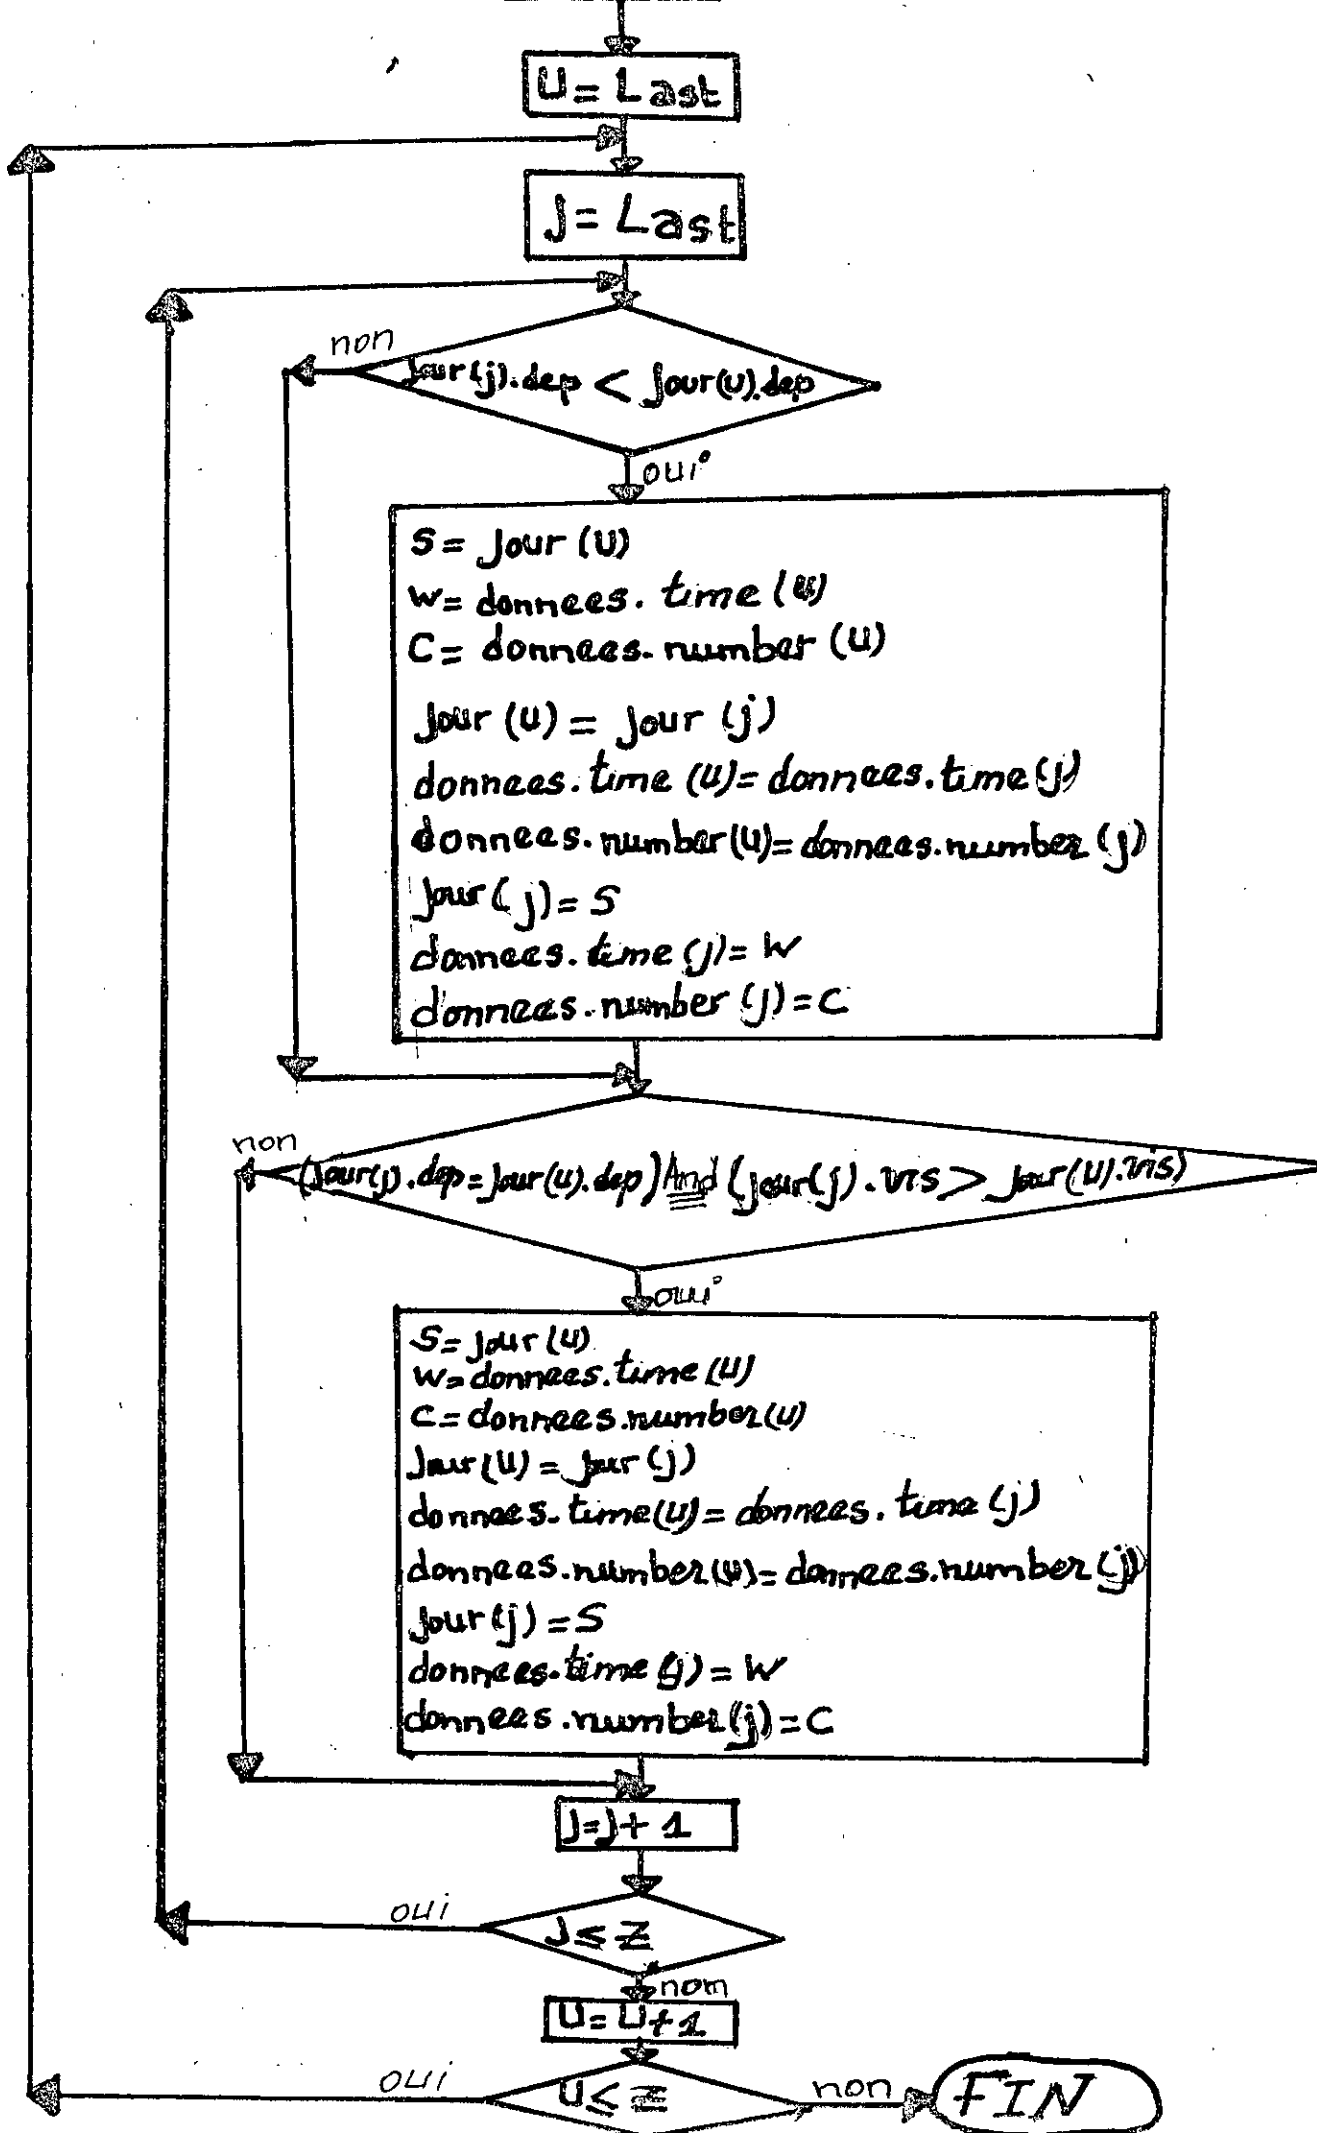 U = Last
J = Last
non
Jour(j).dep < Jour(U).dep
oui
S = Jour (U)
W = donnees. time (U)
C = donnees. number (U)
Jour (U) = Jour (j)
donnees. time (U) = donnees. time (j)
donnees. number (U) = donnees. number (j)
Jour (j) = S
donnees. time (j) = W
donnees. number (j) = C
non
(Jour(j).dep = Jour(U).dep) And (Jour(j).vis > Jour(U).vis)
oui
S = Jour (U)
W = donnees. time (U)
C = donnees. number (U)
Jour (U) = Jour (j)
donnees. time (U) = donnees. time (j)
donnees. number (U) = donnees. number (j)
Jour (j) = S
donnees. time (j) = W
donnees. number (j) = C
J = J + 1
oui
J ≤ Z
non
U = U + 1
oui
U ≤ Z
non
FIN